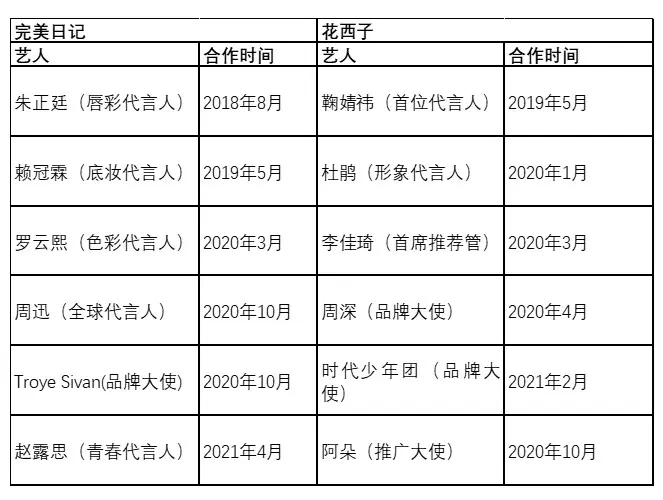 完美日记 花西子
艺人 合作时间 艺人 合作时间
朱正廷（唇彩代言人） 2018年8月 鞠婧祎（首位代言人） 2019年5月
赖冠霖（底妆代言人） 2019年5月 杜鹃（形象代言人） 2020年1月
罗云熙（色彩代言人） 2020年3月 李佳琦（首席推荐管） 2020年3月
周迅（全球代言人） 2020年10月 周深（品牌大使） 2020年4月
Troye Sivan(品牌大使) 2020年10月 时代少年团（品牌大
使） 2021年2月
赵露思（青春代言人） 2021年4月 阿朵（推广大使） 2020年10月